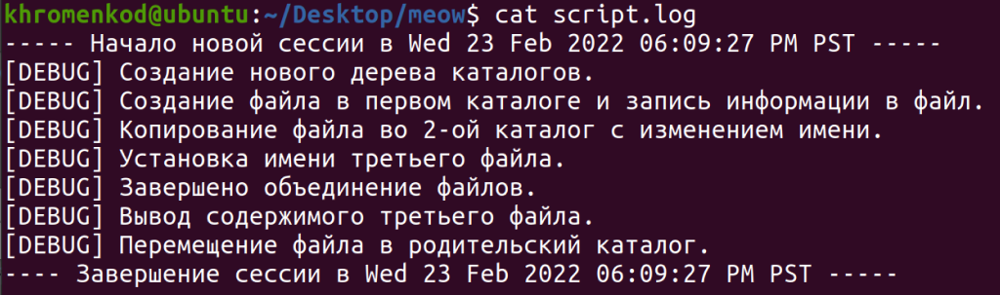 khromenkod@ubuntu:~/Desktop/meow$ cat script.log
----- Начало новой сессии в Wed 23 Feb 2022 06:09:27 PM PST -----
[DEBUG] Создание нового дерева каталогов.
[DEBUG] Создание файла в первом каталоге и запись информации в файл.
[DEBUG] Копирование файла во 2-ой каталог с изменением имени.
[DEBUG] Установка имени третьего файла.
[DEBUG] Завершено объединение файлов.
[DEBUG] Вывод содержимого третьего файла.
[DEBUG] Перемещение файла в родительский каталог.
---- Завершение сессии в Wed 23 Feb 2022 06:09:27 PM PST -----